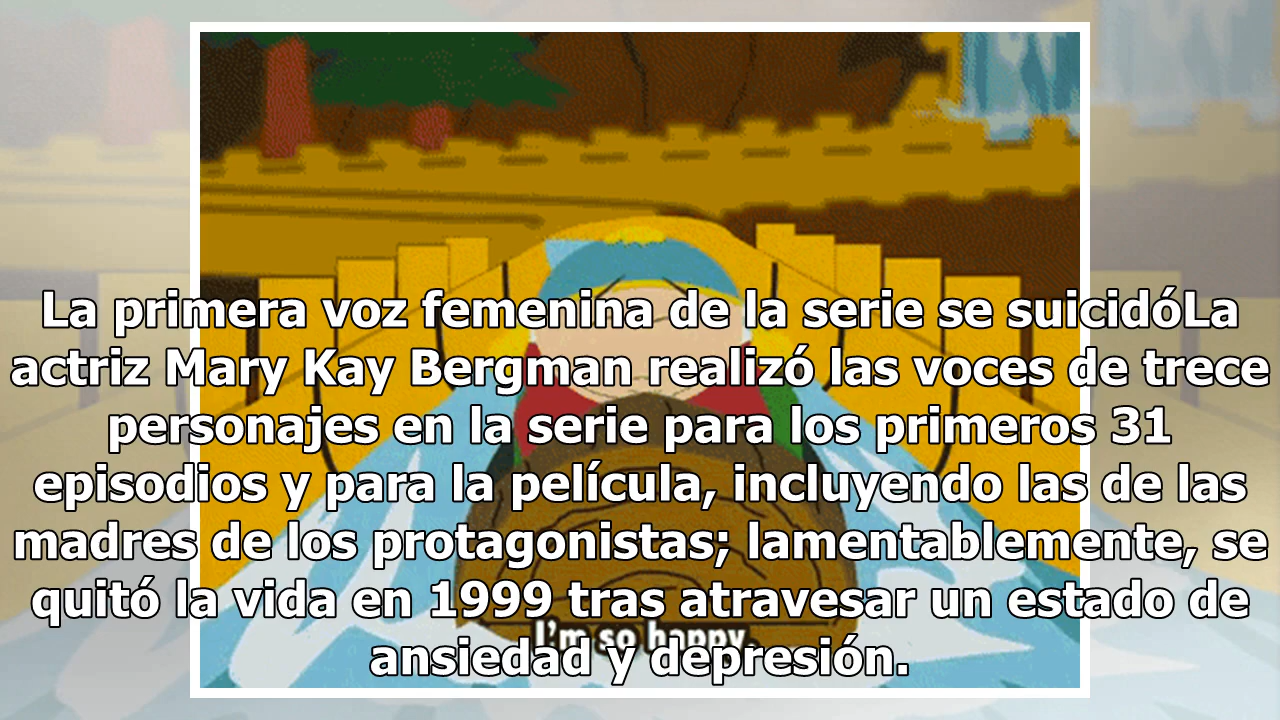 La primera voz femenina de la serie se suicidóLa
actriz Mary Kay Bergman realizó las voces de trece
personajes en la serie para los primeros 31
episodios y para la película, incluyendo las de las
madres de los protagonistas; lamentablemente, se
quitó la vida en 1999 tras atravesar un estado de
I'm so happy.
ansiedad y depresión.